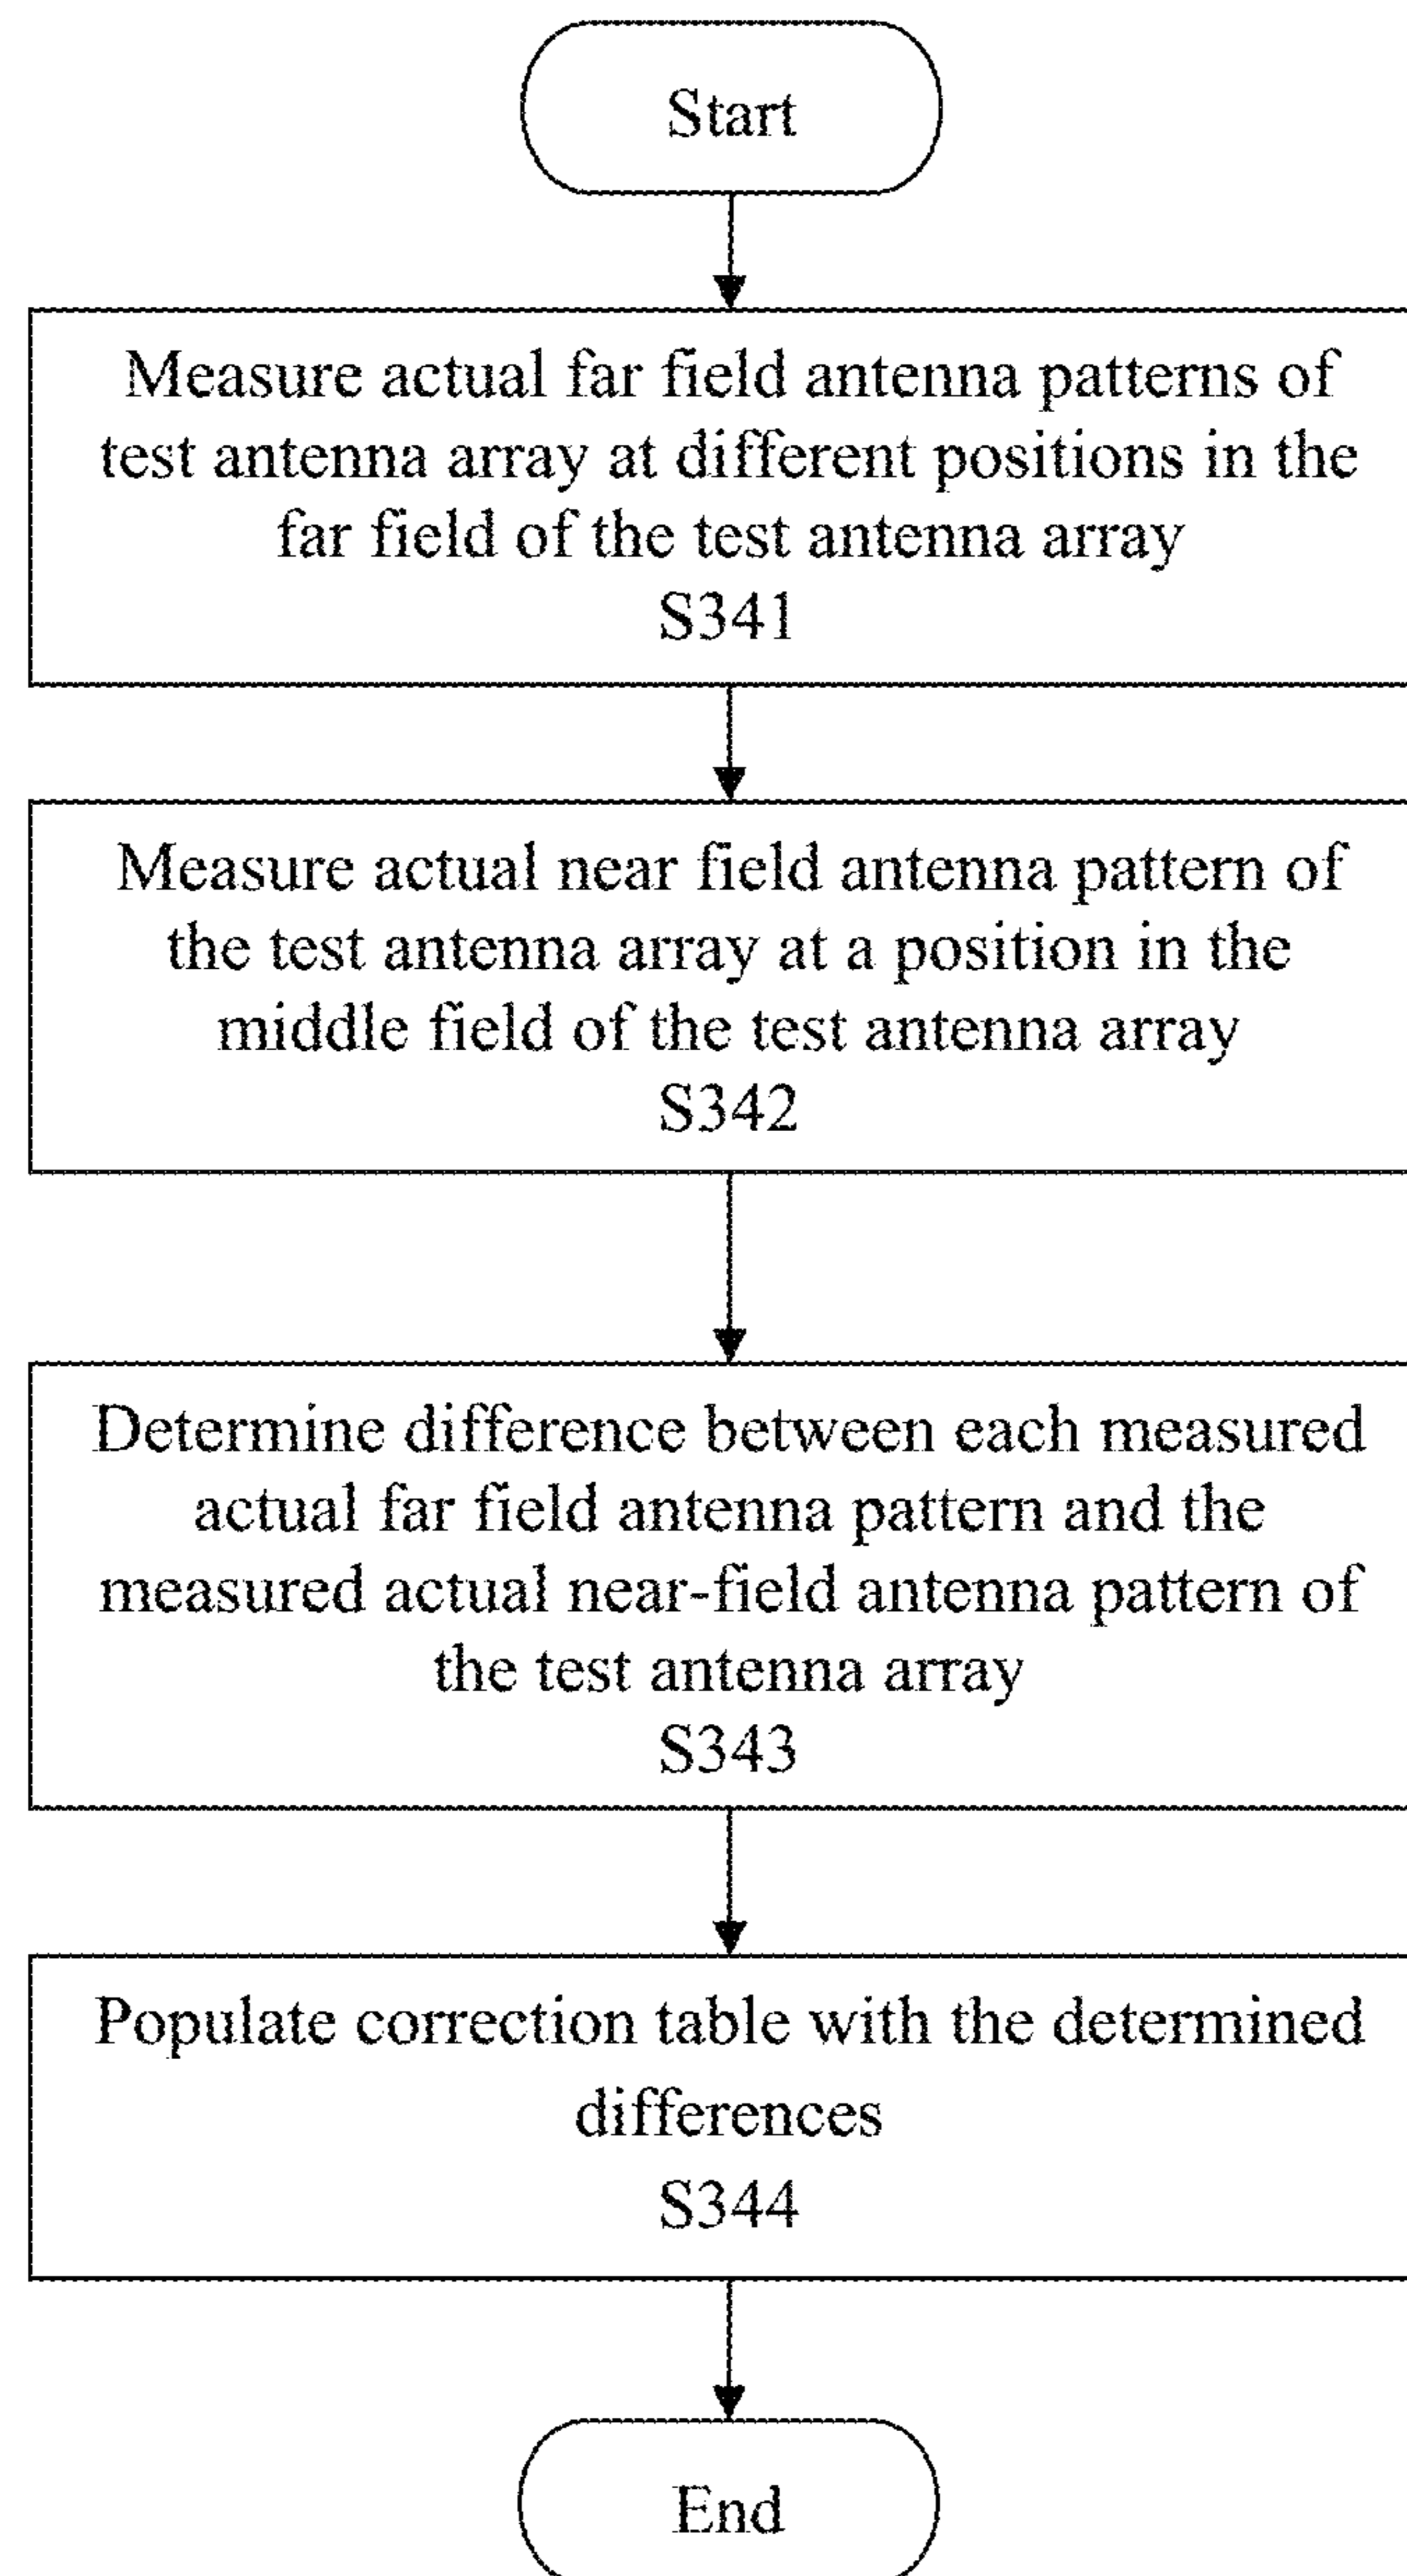 Start
Measure actual far field antenna patterns of
test antenna array at different positions in the
far field of the test antenna array
S341
Measure actual near field antenna pattern of
the test antenna array at a position in the
middle field of the test antenna array
S342
Determine difference between each measured
actual far field antenna pattern and the
measured actual near-field antenna pattern of
the test antenna array
S343
Populate correction table with the determined
differences
S344
End